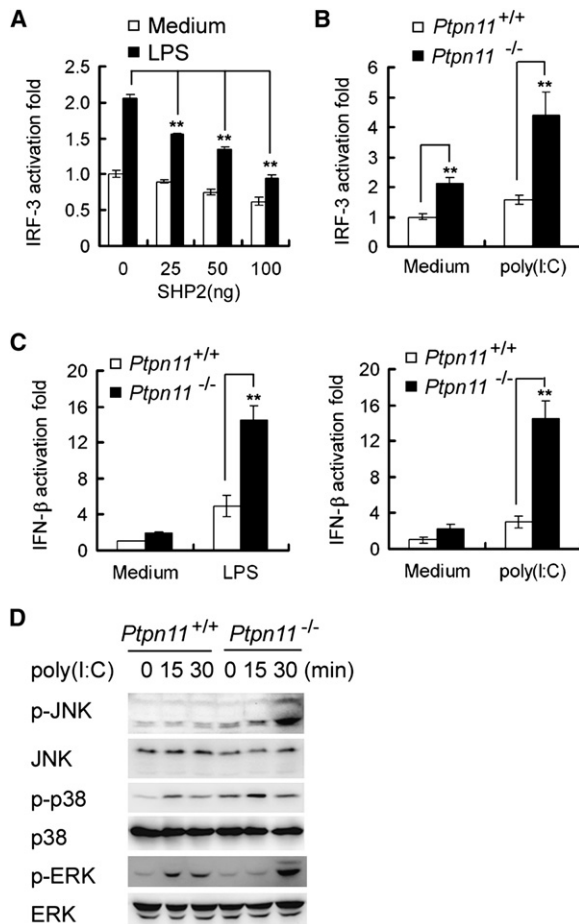 A
Medium
LPS
IRF-3 activation fold
2.5
2.0
1.5
1.0
0.5
0
** ** **
0 25 50 100
SHP2(ng)
B
Ptpn11 +/+
Ptpn11 -/-
IRF-3 activation fold
6
5
4
3
2
1
0
** **
Medium poly(I:C)
C
Ptpn11 +/+
Ptpn11 -/-
IFN-β activation fold
20
16
12
8
4
0
**
Medium LPS
Ptpn11 +/+
Ptpn11 -/-
IFN-β activation fold
20
16
12
8
4
0
**
Medium poly(I:C)
D
Ptpn11 +/+ Ptpn11 -/-
poly(I:C) 0 15 30 0 15 30 (min)
p-JNK
JNK
p-p38
p38
p-ERK
ERK